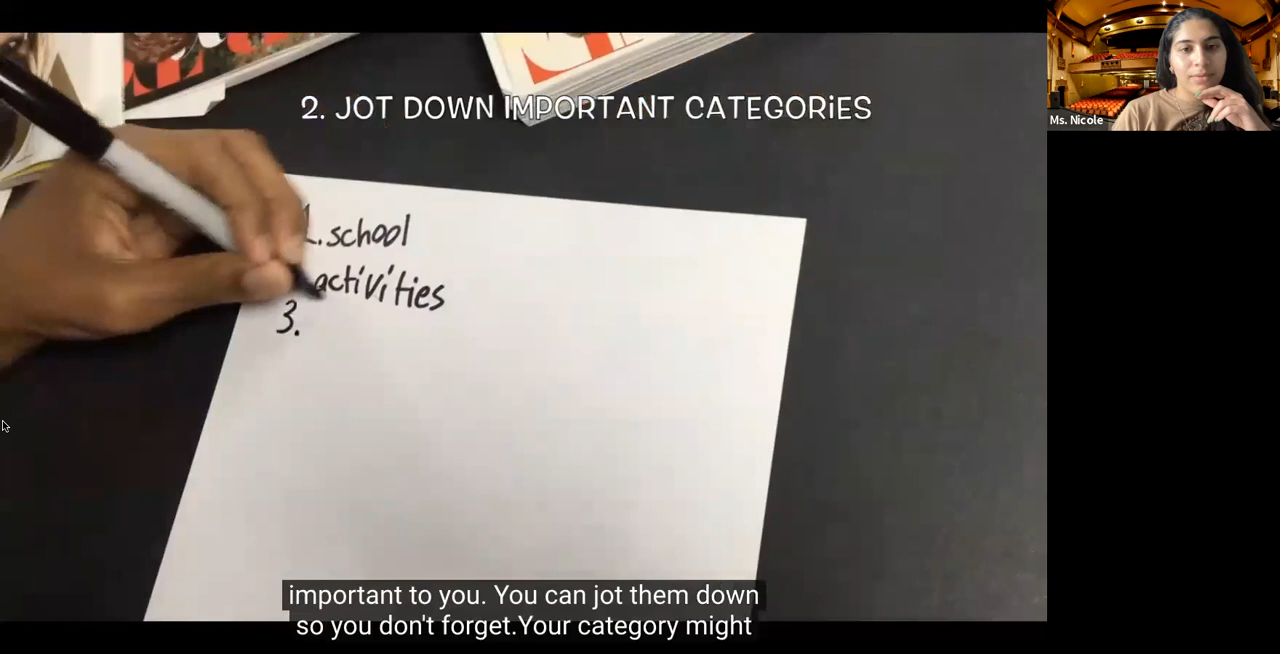 2. JOT DOWN IMPORTANT CATEGORIES
Ms. Nicole
1. school
activities
3.
important to you. You can jot them down
so you don't forget.Your category might